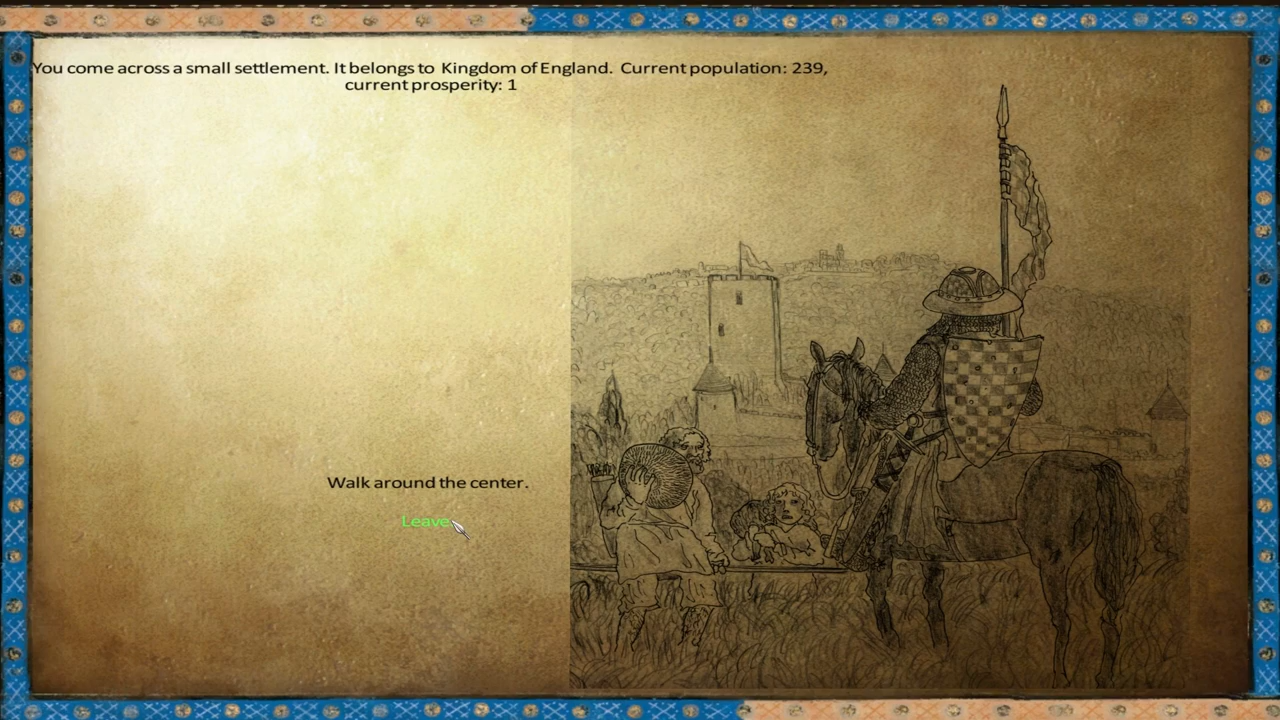 You come across a small settlement. It belongs to Kingdom of England. Current population: 239,
current prosperity: 1
Walk around the center.
Leave